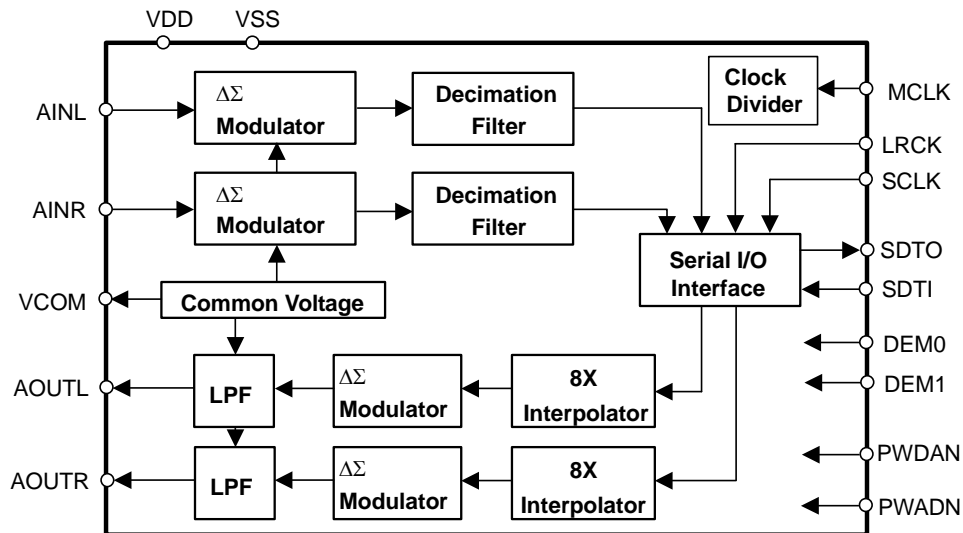 VDD
VSS
AINL
ΔΣ
Modulator
Decimation
Filter
Clock
Divider
MCLK
LRCK
SCLK
AINR
ΔΣ
Modulator
Decimation
Filter
Serial I/O
Interface
SDTO
SDTI
VCOM
Common Voltage
DEM0
DEM1
AOUTL
LPF
ΔΣ
Modulator
8X
Interpolator
AOUTR
LPF
ΔΣ
Modulator
8X
Interpolator
PWDAN
PWADN